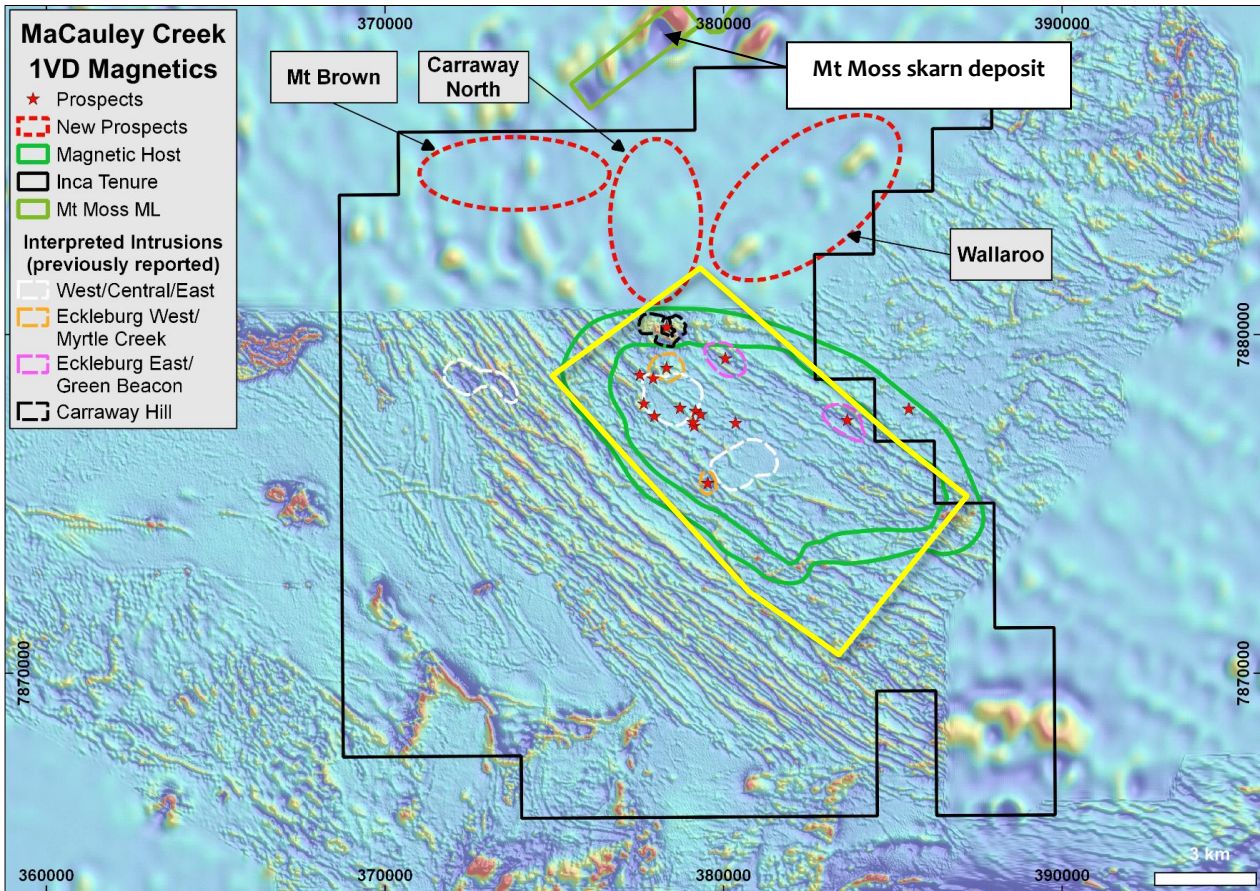 MaCauley Creek
1VD Magnetics
Prospects
New Prospects
Magnetic Host
Inca Tenure
Mt Moss ML
Interpreted Intrusions
(previously reported)
West/Central/East
Eckleburg West/
Myrtle Creek
Eckleburg East/
Green Beacon
Carraway Hill
370000
380000
390000
Mt Brown
Carraway
North
Mt Moss skarn deposit
Wallaroo
7880000
7880000
7870000
7870000
3 km
360000
370000
380000
390000